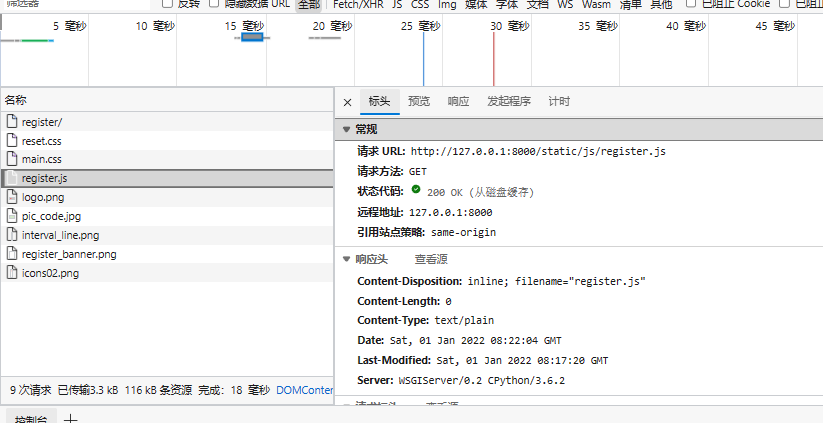 筛选器 反转 隐藏数据 URL 全部 Fetch/XHR JS CSS Img 媒体 字体 文档 WS Wasm 清单 其他 已阻止 Cookie 已阻止
5 毫秒 10 毫秒 15 毫秒 20 毫秒 25 毫秒 30 毫秒 35 毫秒 40 毫秒 45 毫秒
名称
register/
reset.css
main.css
register.js
logo.png
pic_code.jpg
interval_line.png
register_banner.png
icons02.png
9 次请求 已传输3.3 kB 116 kB 条资源 完成：18 毫秒 DOMConten
× 标头 预览 响应 发起程序 计时
▼ 常规
请求 URL: http://127.0.0.1:8000/static/js/register.js
请求方法: GET
状态代码: 200 OK (从磁盘缓存)
远程地址: 127.0.0.1:8000
引用站点策略: same-origin
▼ 响应头 查看源
Content-Disposition: inline; filename="register.js"
Content-Length: 0
Content-Type: text/plain
Date: Sat, 01 Jan 2022 08:22:04 GMT
Last-Modified: Sat, 01 Jan 2022 08:17:20 GMT
Server: WSGIServer/0.2 CPython/3.6.2
▼ 请求标头 查看源
控制台 +